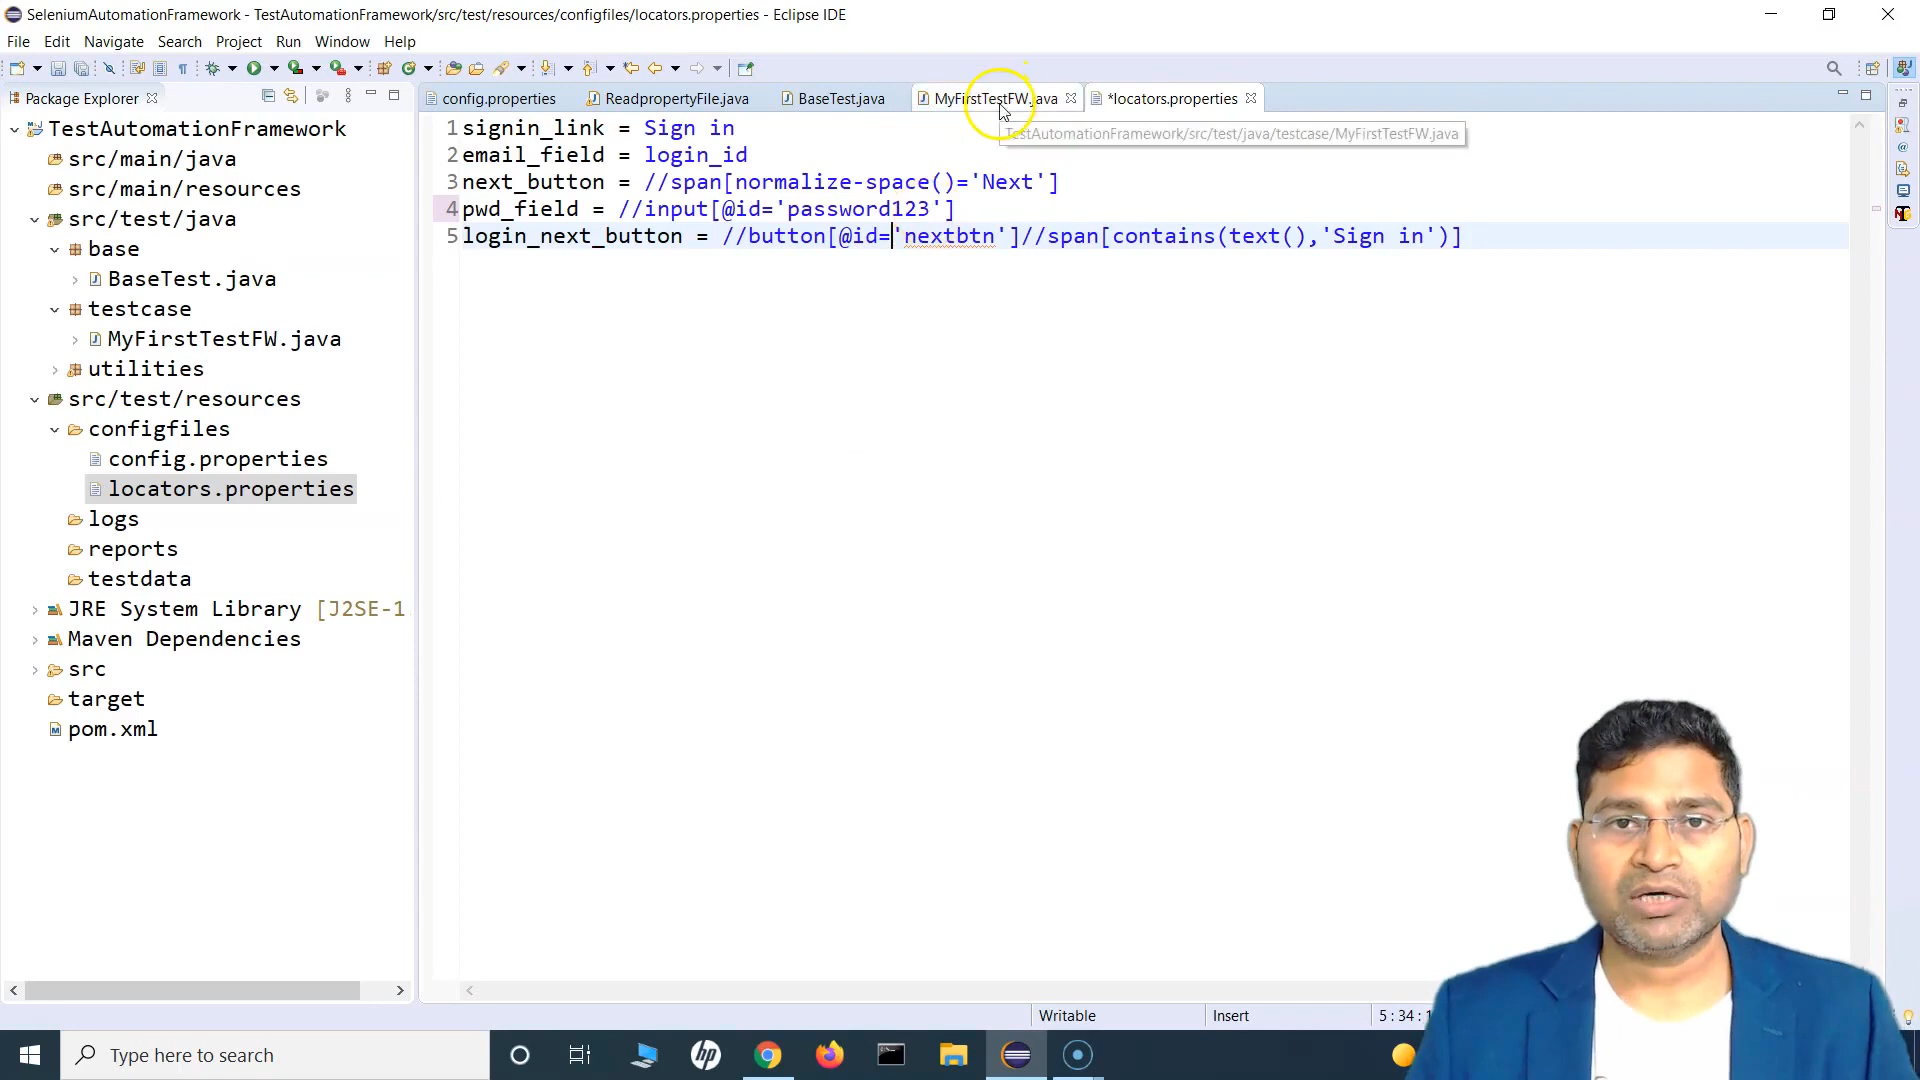 SeleniumAutomationFramework - TestAutomationFramework/src/test/resources/configfiles/locators.properties - Eclipse IDE
File Edit Navigate Search Project Run Window Help
Package Explorer
config.properties ReadpropertyFile.java BaseTest.java MyFirstTestFW.java *locators.properties
TestAutomationFramework/src/test/java/testcase/MyFirstTestFW.java
TestAutomationFramework
src/main/java
src/main/resources
src/test/java
base
BaseTest.java
testcase
MyFirstTestFW.java
utilities
src/test/resources
configfiles
config.properties
locators.properties
logs
reports
testdata
JRE System Library [J2SE-1
Maven Dependencies
src
target
pom.xml
1 signin_link = Sign in
2 email_field = login_id
3 next_button = //span[normalize-space()='Next']
4 pwd_field = //input[@id='password123']
5 login_next_button = //button[@id='nextbtn']//span[contains(text(),'Sign in')]
Writable Insert 5 : 34 :
Type here to search
hp